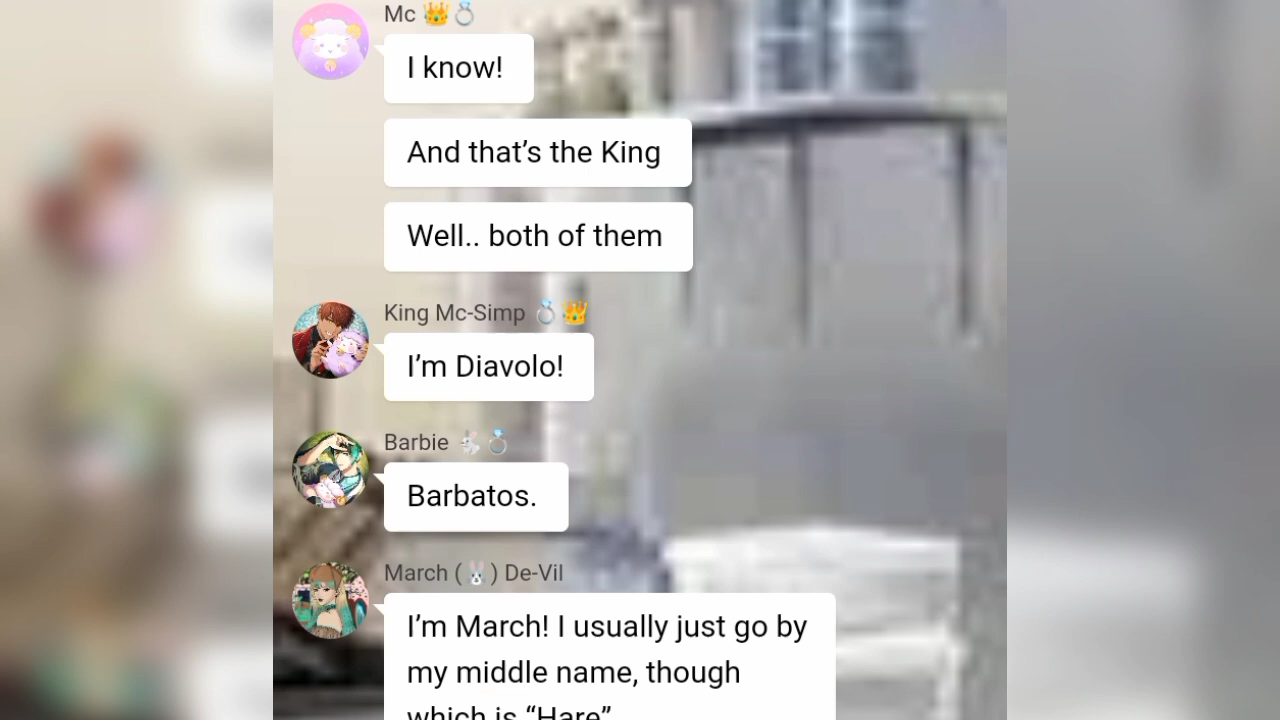 Mc 👑💍
I know!
And that’s the King
Well.. both of them
King Mc-Simp 💍👑
I’m Diavolo!
Barbie 🐇💍
Barbatos.
March (🐰) De-Vil
I’m March! I usually just go by
my middle name, though
which is “Hare”